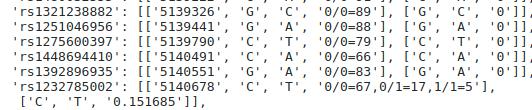 'rs1321238882': [['5139326', 'G', 'C', '0/0=89'], ['G', 'C', '0']],
'rs1251046956': [['5139441', 'G', 'A', '0/0=88'], ['G', 'A', '0']],
'rs1275600397': [['5139790', 'C', 'T', '0/0=79'], ['C', 'T', '0']],
'rs1448694410': [['5140491', 'C', 'A', '0/0=66'], ['C', 'A', '0']],
'rs1392896935': [['5140551', 'G', 'A', '0/0=83'], ['G', 'A', '0']],
'rs1232785002': [['5140678', 'C', 'T', '0/0=67,0/1=17,1/1=5'],
['C', 'T', '0.151685']],